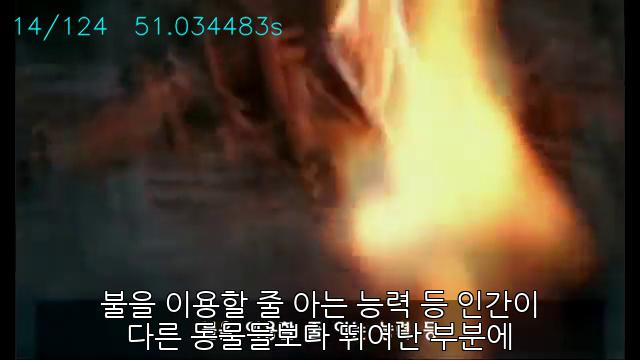 14/124 51.034483s
불을 이용할 줄 아는 능력 등 인간이
다른 동물들보다 뛰어난 부분에